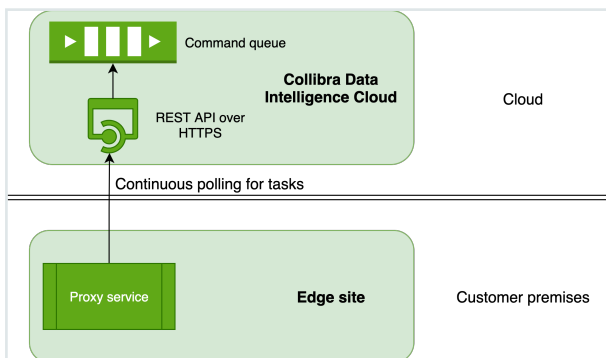 Command queue
Collibra Data
Intelligence Cloud
Cloud
REST API over
HTTPS
Continuous polling for tasks
Proxy service
Edge site
Customer premises